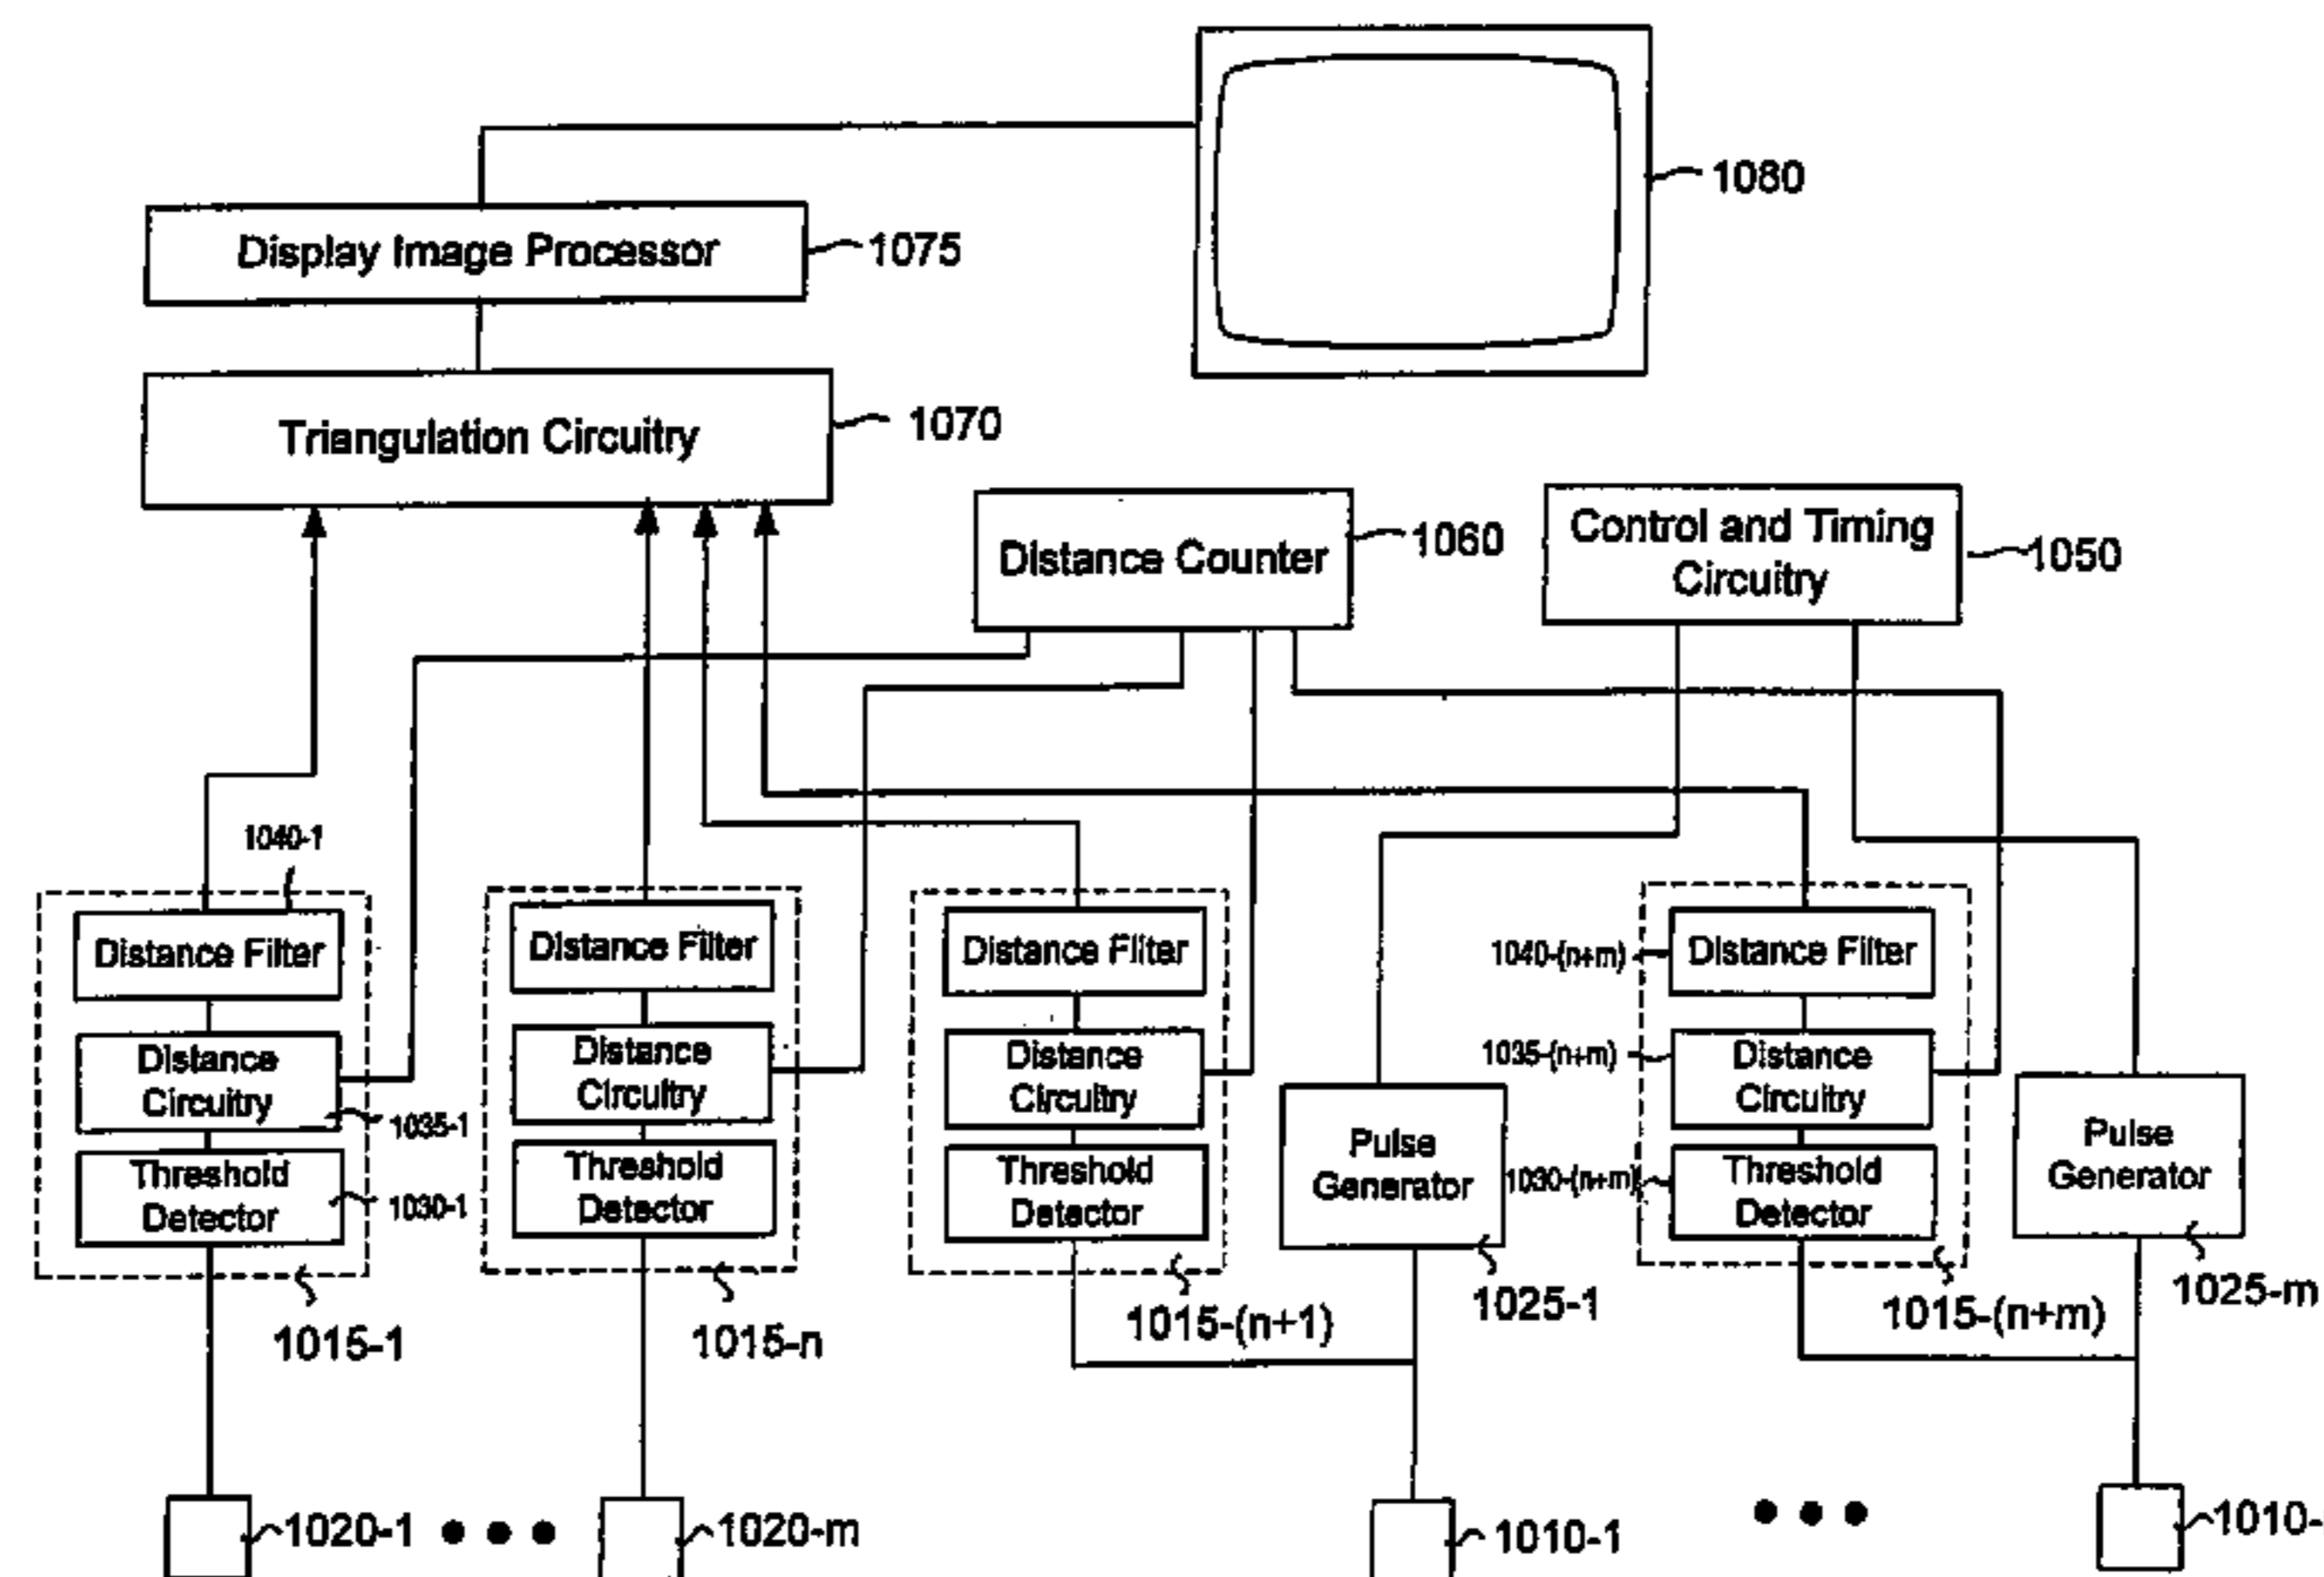 1080
Display Image Processor
1075
Triangulation Circuitry
1070
Distance Counter
1060
Control and Timing
Circuitry
1050
1040-1
Distance Filter
Distance
Circuitry
1035-1
Threshold
Detector
1030-1
1015-1
Distance Filter
Distance
Circuitry
Threshold
Detector
1015-n
Distance Filter
Distance
Circuitry
Threshold
Detector
1015-(n+1)
Pulse
Generator
1025-1
1040-(n+m)
Distance Filter
1035-(n+m)
Distance
Circuitry
1030-(n+m)
Threshold
Detector
1015-(n+m)
Pulse
Generator
1025-m
1020-1
1020-m
1010-1
1010-